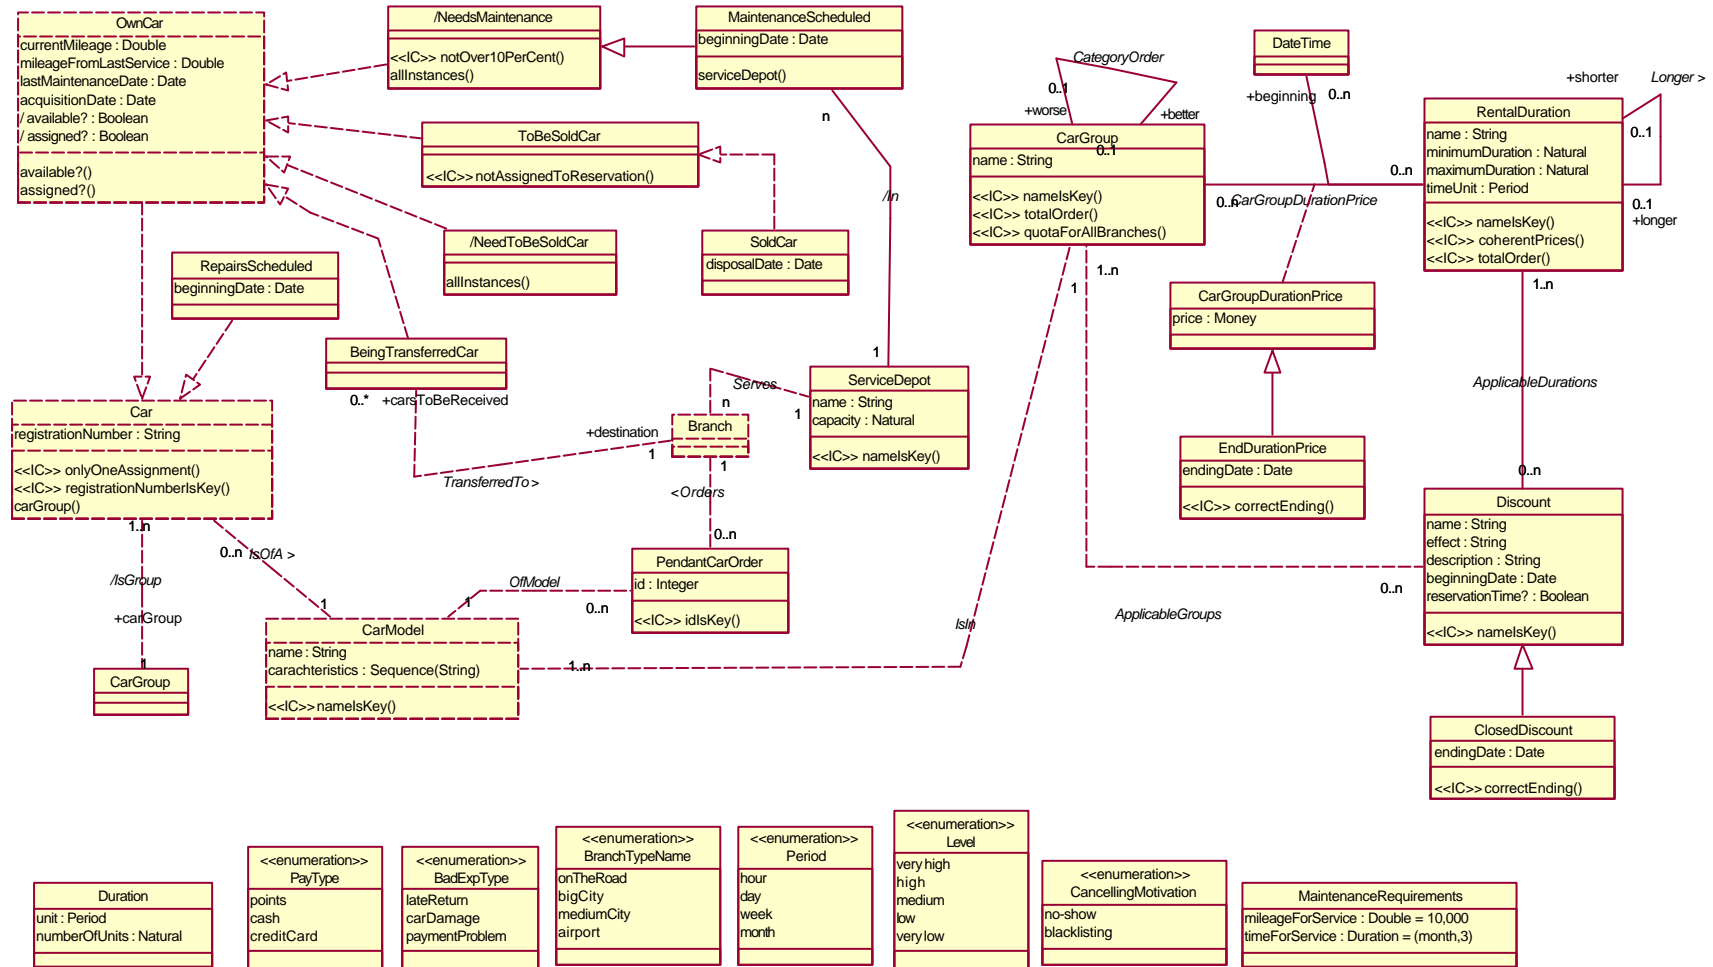 OwnCar
currentMileage : Double
mileageFromLastService : Double
lastMaintenanceDate : Date
acquisitionDate : Date
/ available? : Boolean
/ assigned? : Boolean
available?()
assigned?()
/NeedsMaintenance
<<IC>> notOver10PerCent()
allInstances()
MaintenanceScheduled
beginningDate : Date
serviceDepot()
ToBeSoldCar
<<IC>> notAssignedToReservation()
/NeedToBeSoldCar
allInstances()
SoldCar
disposalDate : Date
RepairsScheduled
beginningDate : Date
BeingTransferredCar
0..*
+carsToBeReceived
TransferredTo >
+destination
1
n
/In
1
Serves
n
1
ServiceDepot
name : String
capacity : Natural
<<IC>> nameIsKey()
Branch
1
<Orders
0..n
PendantCarOrder
id : Integer
<<IC>> idIsKey()
OfModel
1
0..n
Car
registrationNumber : String
<<IC>> onlyOneAssignment()
<<IC>> registrationNumberIsKey()
carGroup()
1..n
/IsGroup
+carGroup
1
CarGroup
0..n
IsOfA >
1
CarModel
name : String
carachteristics : Sequence(String)
<<IC>> nameIsKey()
1..n
IsIn
1
CategoryOrder
0..1
+worse
+better
0..1
CarGroup
name : String
<<IC>> nameIsKey()
<<IC>> totalOrder()
<<IC>> quotaForAllBranches()
DateTime
+beginning
0..n
0..n
0..n
CarGroupDurationPrice
+shorter
Longer >
0..1
0..1
+longer
RentalDuration
name : String
minimumDuration : Natural
maximumDuration : Natural
timeUnit : Period
<<IC>> nameIsKey()
<<IC>> coherentPrices()
<<IC>> totalOrder()
CarGroupDurationPrice
price : Money
EndDurationPrice
endingDate : Date
<<IC>> correctEnding()
1..n
ApplicableDurations
0..n
1..n
ApplicableGroups
0..n
Discount
name : String
effect : String
description : String
beginningDate : Date
reservationTime? : Boolean
<<IC>> nameIsKey()
ClosedDiscount
endingDate : Date
<<IC>> correctEnding()
Duration
unit : Period
numberOfUnits : Natural
<<enumeration>>
PayType
points
cash
creditCard
<<enumeration>>
BadExpType
lateReturn
carDamage
paymentProblem
<<enumeration>>
BranchTypeName
onTheRoad
bigCity
mediumCity
airport
<<enumeration>>
Period
hour
day
week
month
<<enumeration>>
Level
very high
high
medium
low
very low
<<enumeration>>
CancellingMotivation
no-show
blacklisting
MaintenanceRequirements
mileageForService : Double = 10,000
timeForService : Duration = (month,3)